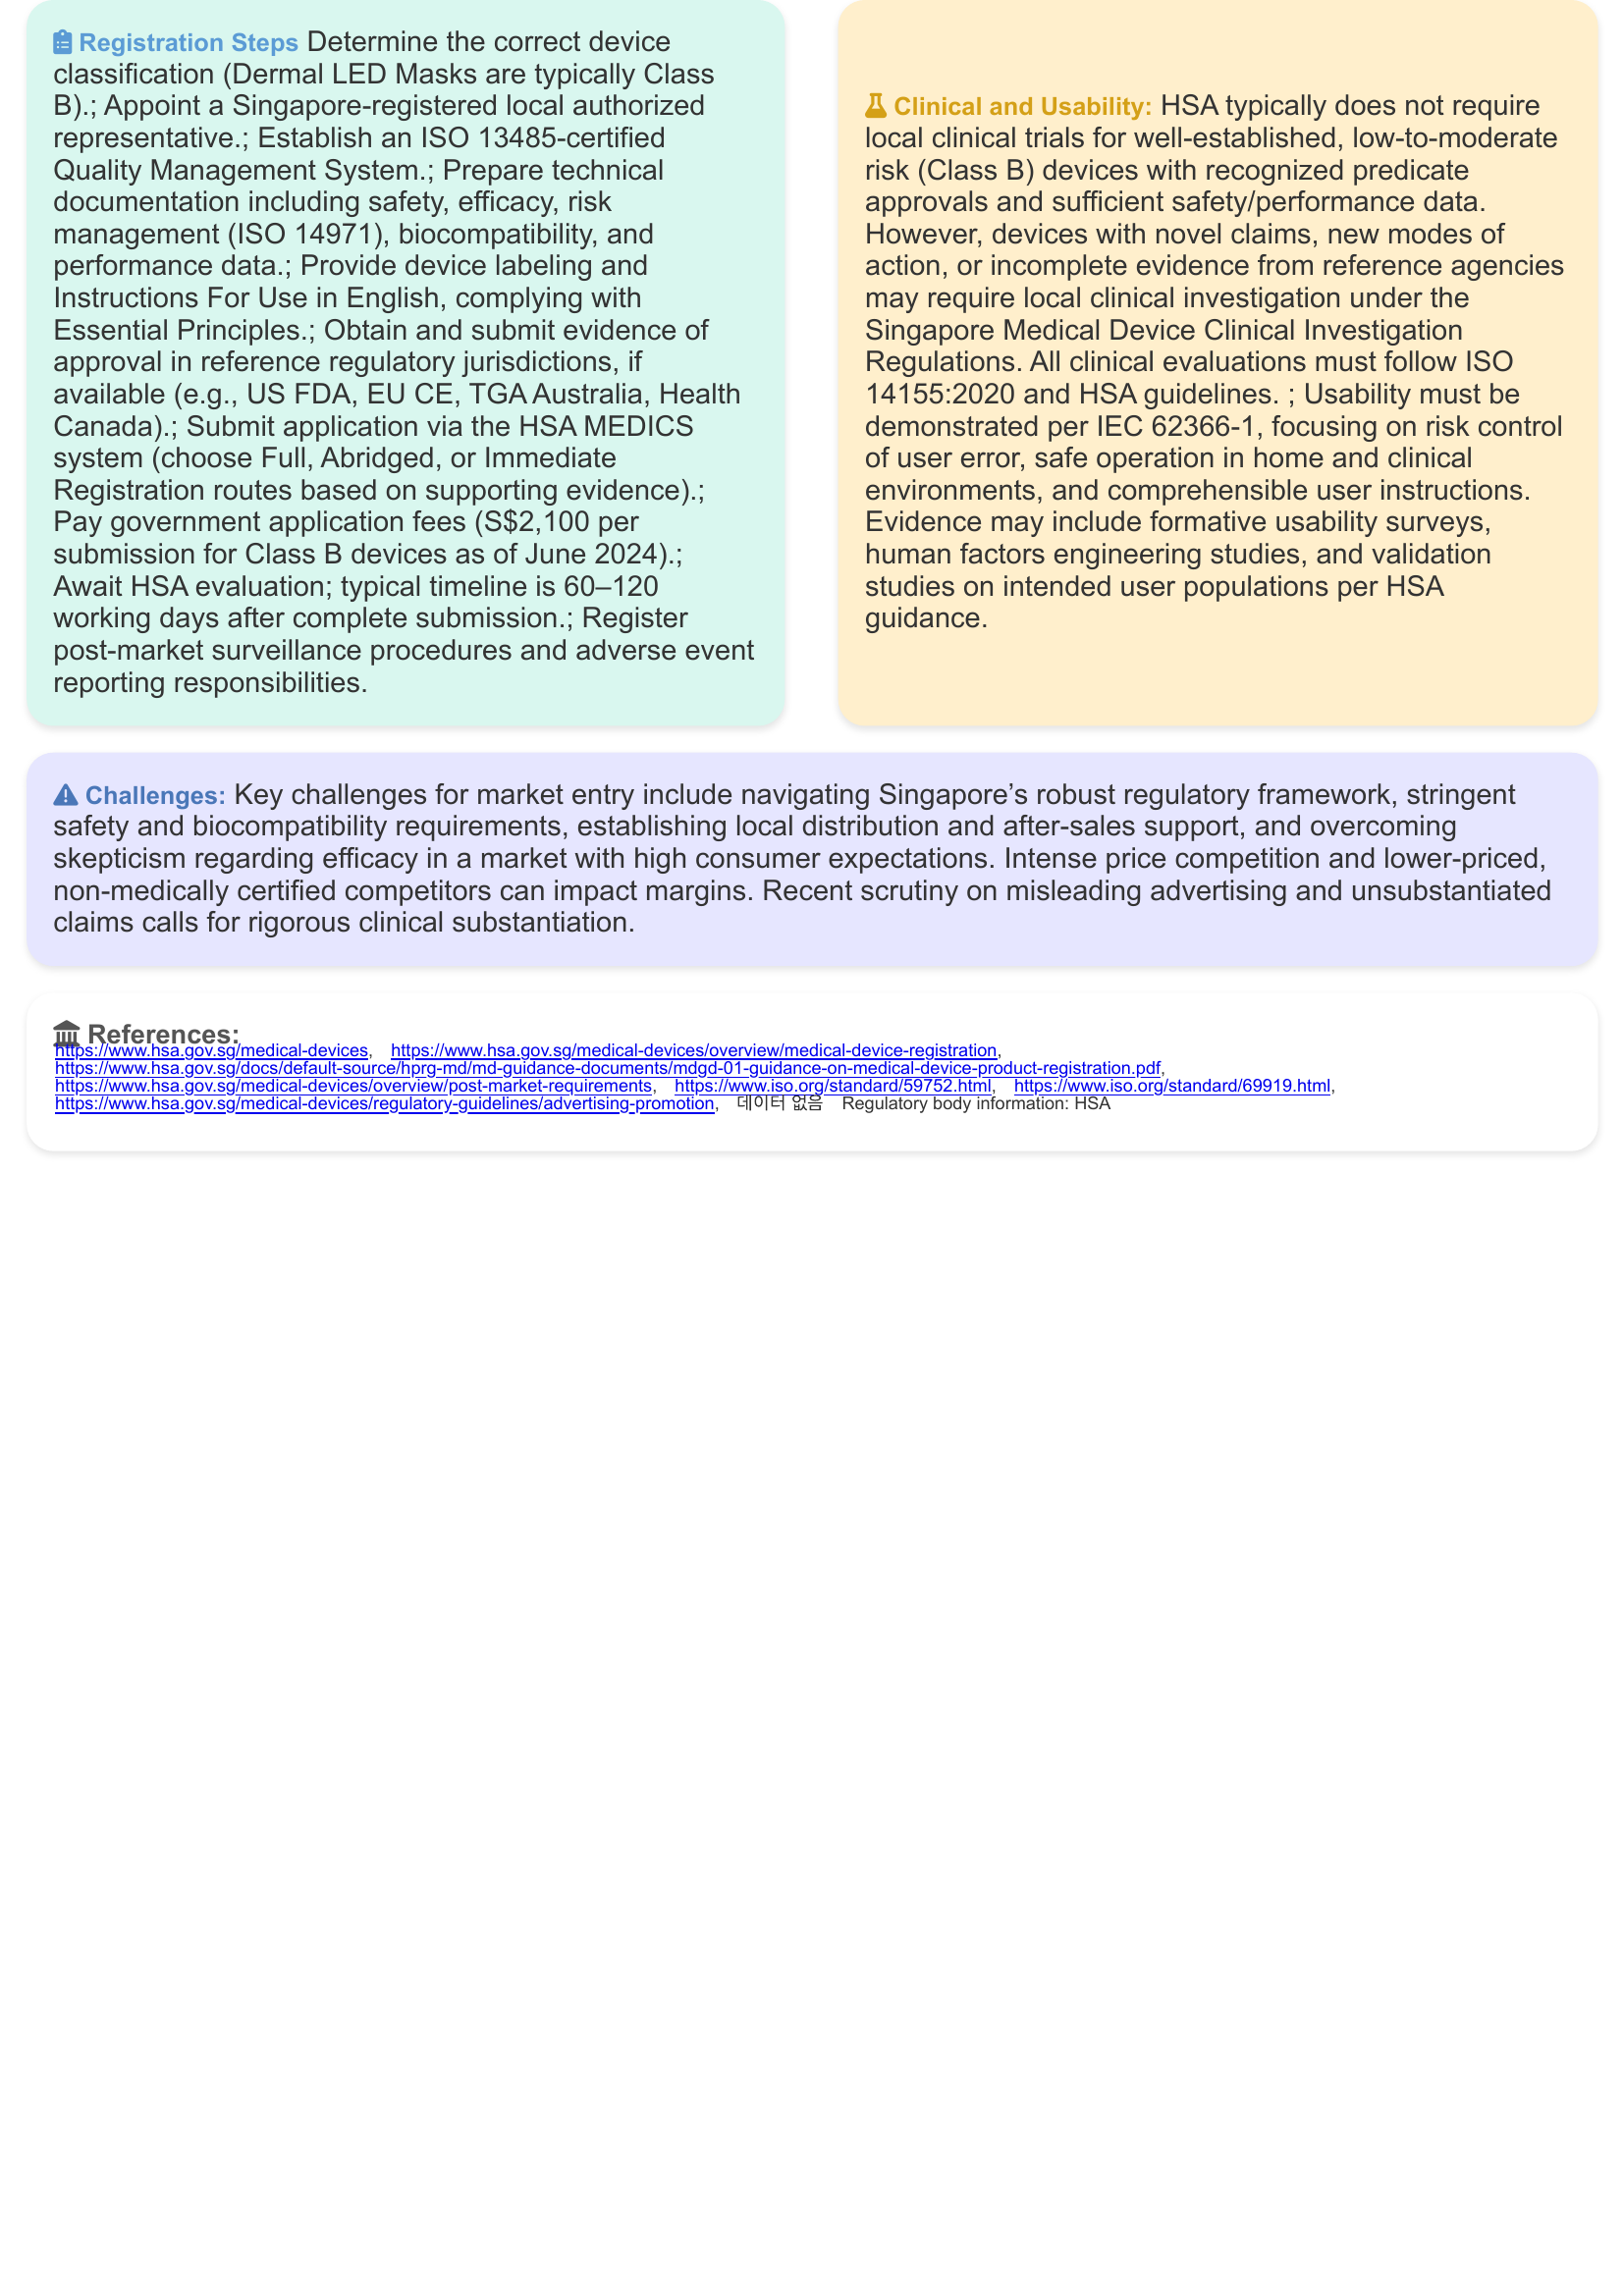 Registration Steps Determine the correct device
classification (Dermal LED Masks are typically Class
B).; Appoint a Singapore-registered local authorized
representative.; Establish an ISO 13485-certified
Quality Management System.; Prepare technical
documentation including safety, efficacy, risk
management (ISO 14971), biocompatibility, and
performance data.; Provide device labeling and
Instructions For Use in English, complying with
Essential Principles.; Obtain and submit evidence of
approval in reference regulatory jurisdictions, if
available (e.g., US FDA, EU CE, TGA Australia, Health
Canada).; Submit application via the HSA MEDICS
system (choose Full, Abridged, or Immediate
Registration routes based on supporting evidence).;
Pay government application fees (S$2,100 per
submission for Class B devices as of June 2024).;
Await HSA evaluation; typical timeline is 60–120
working days after complete submission.; Register
post-market surveillance procedures and adverse event
reporting responsibilities.
Clinical and Usability: HSA typically does not require
local clinical trials for well-established, low-to-moderate
risk (Class B) devices with recognized predicate
approvals and sufficient safety/performance data.
However, devices with novel claims, new modes of
action, or incomplete evidence from reference agencies
may require local clinical investigation under the
Singapore Medical Device Clinical Investigation
Regulations. All clinical evaluations must follow ISO
14155:2020 and HSA guidelines. ; Usability must be
demonstrated per IEC 62366-1, focusing on risk control
of user error, safe operation in home and clinical
environments, and comprehensible user instructions.
Evidence may include formative usability surveys,
human factors engineering studies, and validation
studies on intended user populations per HSA
guidance.
Challenges: Key challenges for market entry include navigating Singapore’s robust regulatory framework, stringent
safety and biocompatibility requirements, establishing local distribution and after-sales support, and overcoming
skepticism regarding efficacy in a market with high consumer expectations. Intense price competition and lower-priced,
non-medically certified competitors can impact margins. Recent scrutiny on misleading advertising and unsubstantiated
claims calls for rigorous clinical substantiation.
References:
https://www.hsa.gov.sg/medical-devices, https://www.hsa.gov.sg/medical-devices/overview/medical-device-registration,
https://www.hsa.gov.sg/docs/default-source/hprg-md/md-guidance-documents/mdgd-01-guidance-on-medical-device-product-registration.pdf,
https://www.hsa.gov.sg/medical-devices/overview/post-market-requirements, https://www.iso.org/standard/59752.html, https://www.iso.org/standard/69919.html,
https://www.hsa.gov.sg/medical-devices/regulatory-guidelines/advertising-promotion, 데이터 없음 Regulatory body information: HSA